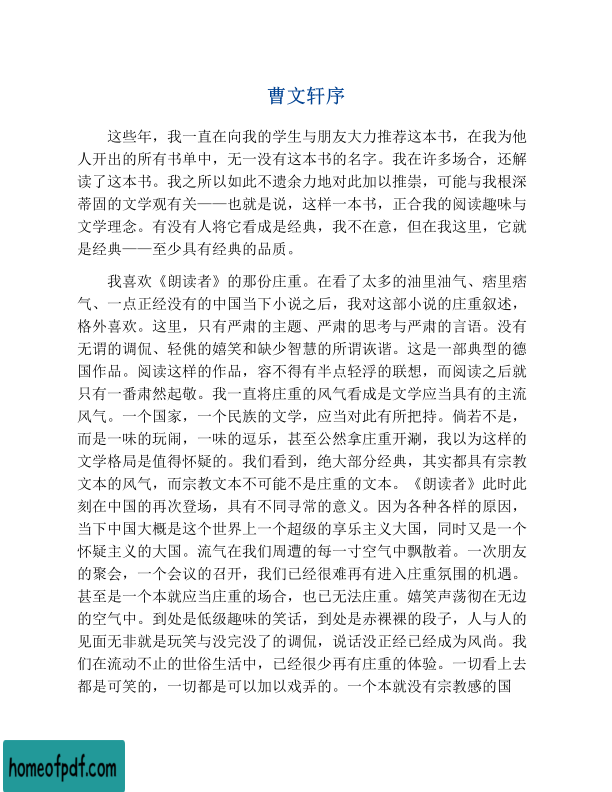 曹文轩序
这些年，我一直在向我的学生与朋友大力推荐这本书，在我为他
人开出的所有书单中，无一没有这本书的名字。我在许多场合，还解
读了这本书。我之所以如此不遗余力地对此加以推崇，可能与我根深
蒂固的文学观有关——也就是说，这样一本书，正合我的阅读趣味与
文学理念。有没有人将它看成是经典，我不在意，但在我这里，它就
是经典——至少具有经典的品质。
我喜欢《朗读者》的那份庄重。在看了太多的油里油气、痞里痞
气、一点正经没有的中国当下小说之后，我对这部小说的庄重叙述，
格外喜欢。这里，只有严肃的主题、严肃的思考与严肃的言语。没有
无谓的调侃、轻佻的嬉笑和缺少智慧的所谓诙谐。这是一部典型的德
国作品。阅读这样的作品，容不得有半点轻浮的联想，而阅读之后就
只有一番肃然起敬。我一直将庄重的风气看成是文学应当具有的主流
风气。一个国家，一个民族的文学，应当对此有所把持。倘若不是，
而是一味的玩闹，一味的逗乐，甚至公然拿庄重开涮，我以为这样的
文学格局是值得怀疑的。我们看到，绝大部分经典，其实都具有宗教
文本的风气，而宗教文本不可能不是庄重的文本。《朗读者》此时此
刻在中国的再次登场，具有不同寻常的意义。因为各种各样的原因，
当下中国大概是这个世界上一个超级的享乐主义大国，同时又是一个
怀疑主义的大国。流气在我们周遭的每一寸空气中飘散着。一次朋友
的聚会，一个会议的召开，我们已经很难再有进入庄重氛围的机遇。
甚至是一个本就应当庄重的场合，也已无法庄重。嬉笑声荡彻在无边
的空气中。到处是低级趣味的笑话，到处是赤裸裸的段子，人与人的
见面无非就是玩笑与没完没了的调侃，说话没正经已经成为风尚。我
们在流动不止的世俗生活中，已经很少再有庄重的体验。一切看上去
都是可笑的，一切都是可以加以戏弄的。一个本就没有宗教感的国
homeofpdf.com